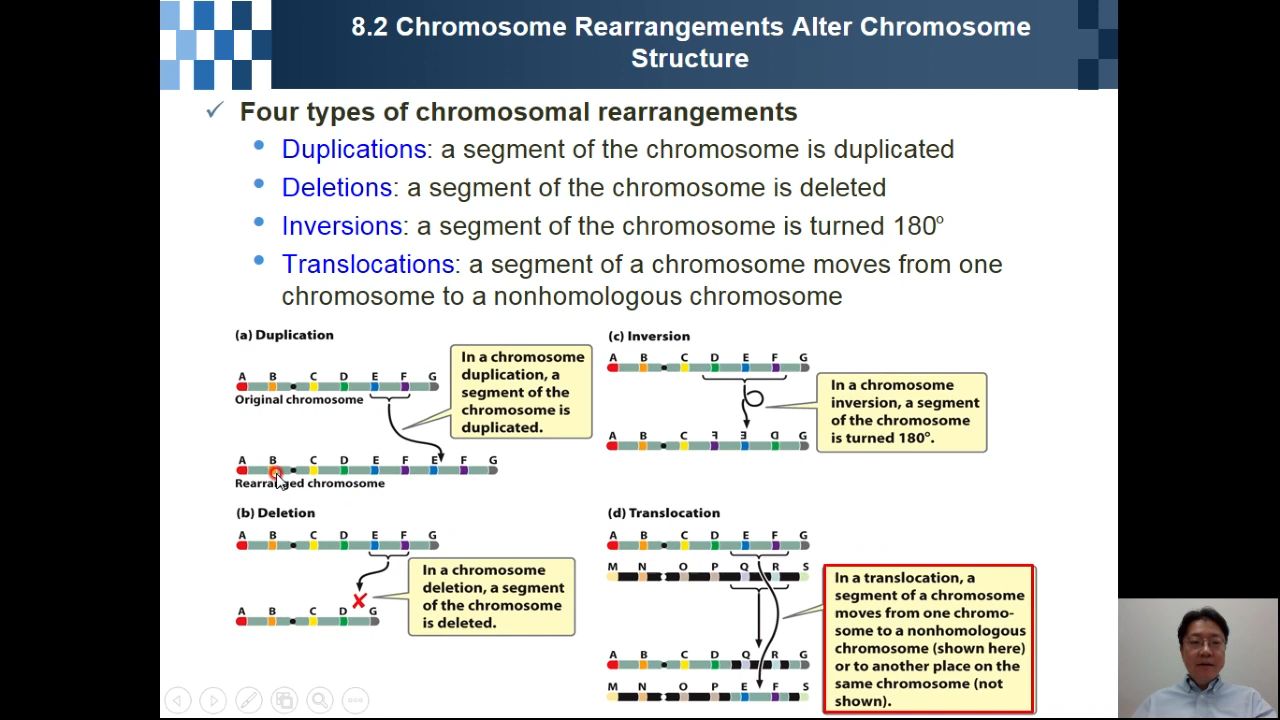 8.2 Chromosome Rearrangements Alter Chromosome
Structure
✓ Four types of chromosomal rearrangements
• Duplications: a segment of the chromosome is duplicated
• Deletions: a segment of the chromosome is deleted
• Inversions: a segment of the chromosome is turned 180º
• Translocations: a segment of a chromosome moves from one
chromosome to a nonhomologous chromosome
(a) Duplication
A B C D E F G
Original chromosome
In a chromosome
duplication, a
segment of the
chromosome is
duplicated.
A B C D E F E F G
Rearranged chromosome
(b) Deletion
A B C D E F G
In a chromosome
deletion, a segment
of the chromosome
is deleted.
A B C D G
(c) Inversion
A B C D E F G
In a chromosome
inversion, a segment
of the chromosome
is turned 180°.
A B C F E D G
(d) Translocation
A B C D E F G
M N O P Q R S
In a translocation, a
segment of a chromosome
moves from one chromo-
some to a nonhomologous
chromosome (shown here)
or to another place on the
same chromosome (not
shown).
A B C D Q R G
M N O P E F S